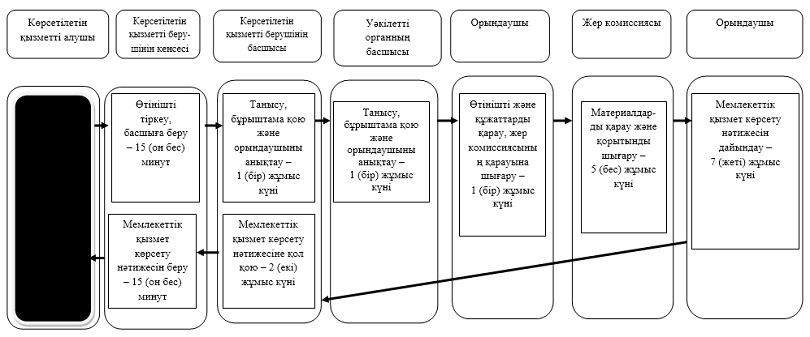 Көрсетілетін
қызметті алушы
Көрсетілетін
қызметті беру-
шінің кеңсесі
Көрсетілетін
қызметті берушінің
басшысы
Уәкілетті
органның
басшысы
Орындаушы
Жер комиссиясы
Орындаушы
Өтінішті
тіркеу,
басшыға беру
– 15 (он бес)
минут
Танысу,
бұрыштама қою
және
орындаушыны
анықтау –
1 (бір) жұмыс
күні
Танысу,
бұрыштама қою
және
орындаушыны
анықтау –
1 (бір) жұмыс
күні
Өтінішті және
құжаттарды
қарау, жер
комиссиясыны
ң қарауына
шығару –
1 (бір) жұмыс
күні
Материалдар-
ды қарау және
қорытынды
шығару –
5 (бес) жұмыс
күні
Мемлекеттік
қызмет көрсету
нәтижесін
дайындау –
7 (жеті) жұмыс
күні
Мемлекеттік
қызмет
көрсету
нәтижесін беру
– 15 (он бес)
минут
Мемлекеттік
қызмет көрсету
нәтижесіне қол
қою – 2 (екі)
жұмыс күні